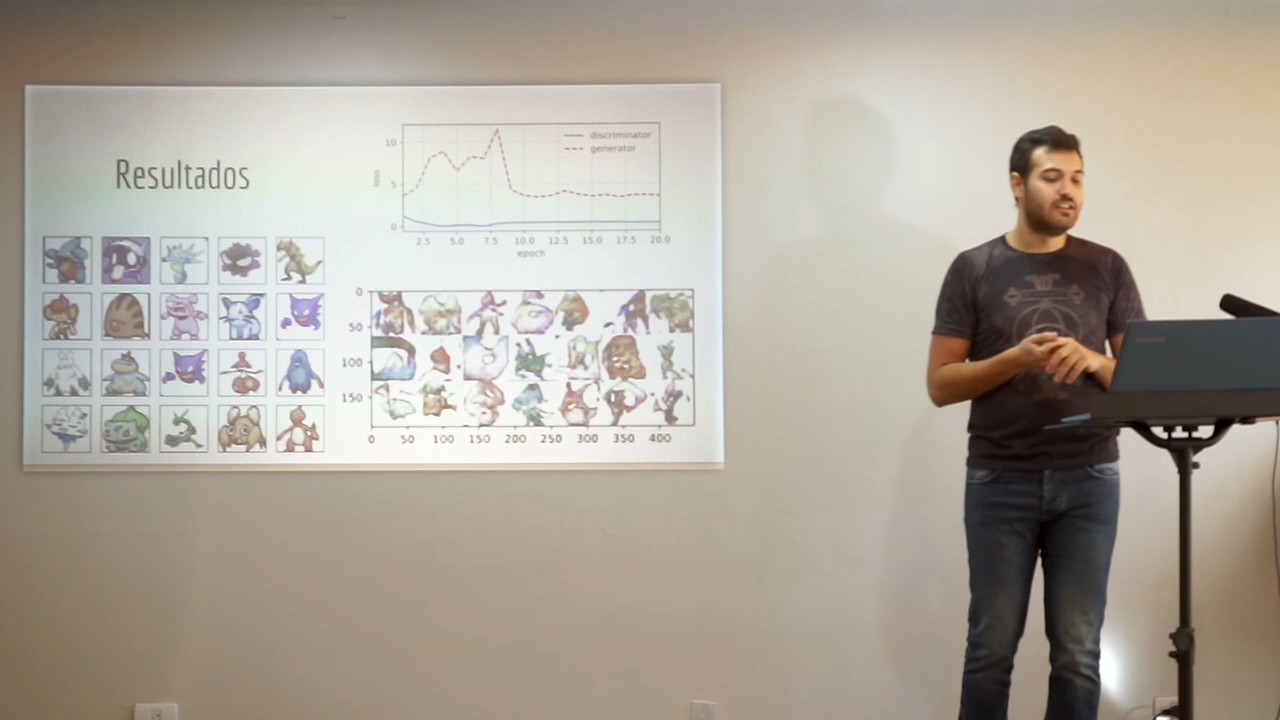 Resultados
discriminator
generator
10
5
0
loss
2.5 5.0 7.5 10.0 12.5 15.0 17.5 20.0
epoch
0
50
100
150
0 50 100 150 200 250 300 350 400